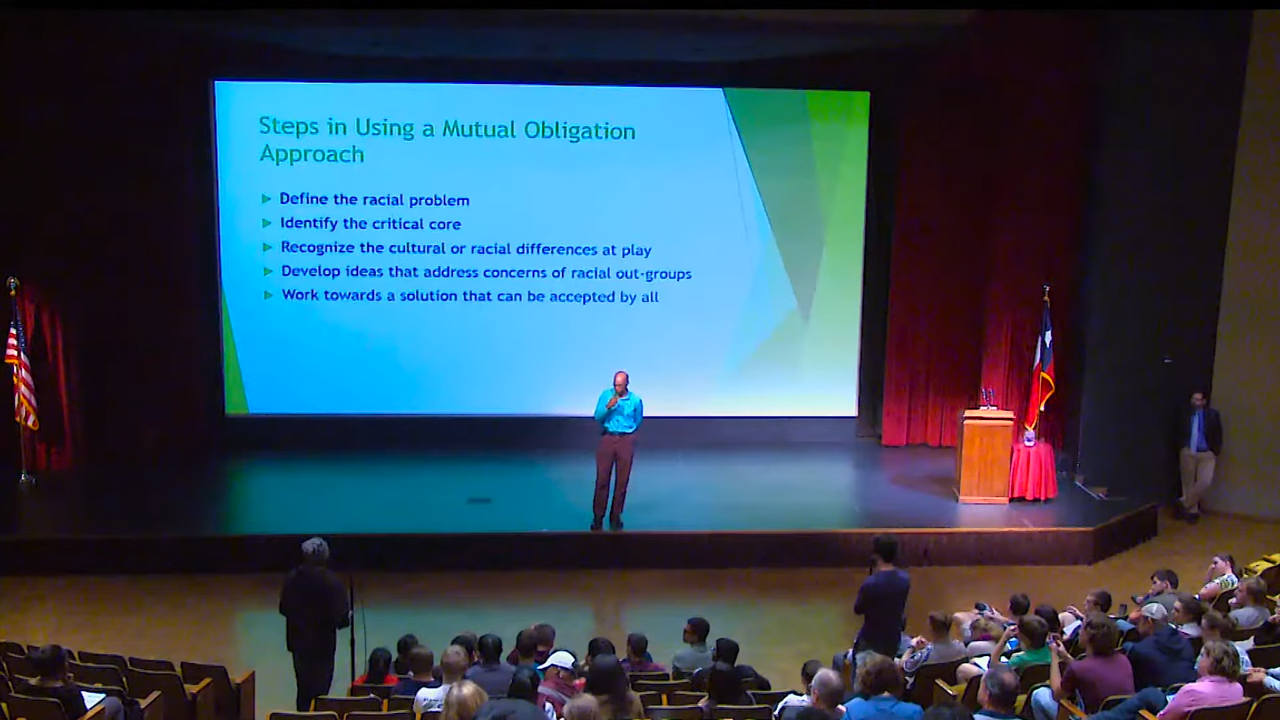 Steps in Using a Mutual Obligation
Approach
Define the racial problem
Identify the critical core
Recognize the cultural or racial differences at play
Develop ideas that address concerns of racial out-groups
Work towards a solution that can be accepted by all